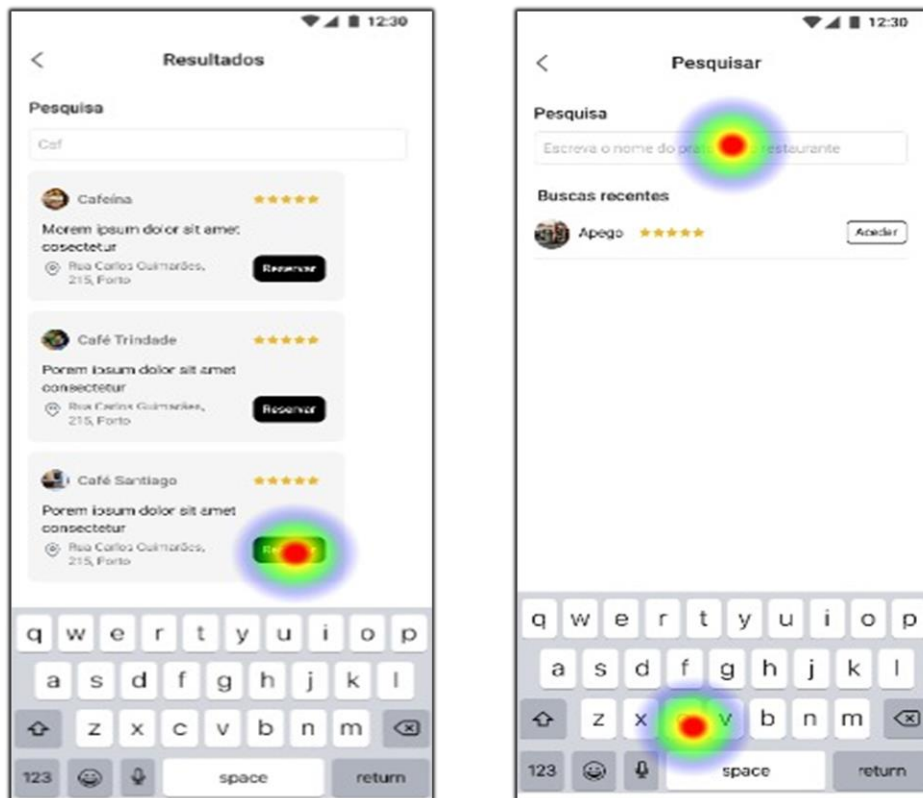 12:30
Resultados
Pesquisa
Caf
Cafeína
Morem ipsum dolor sit amet
cosectetur
Rua Carlos Guimarães,
215, Porto
Reservar
Café Trindade
Porem ipsum dolor sit amet
consectetur
Rua Carlos Guimarães,
215, Porto
Reservar
Café Santiago
Porem ipsum dolor sit amet
consectetur
Rua Carlos Guimarães,
215, Porto
q w e r t y u i o p
a s d f g h j k l
z x c v b n m
123 space return
12:30
Pesquisar
Pesquisa
Escreva o nome do restaurante
Buscas recentes
Apego
Aceder
q w e r t y u i o p
a s d f g h j k l
z x v b n m
123 space return